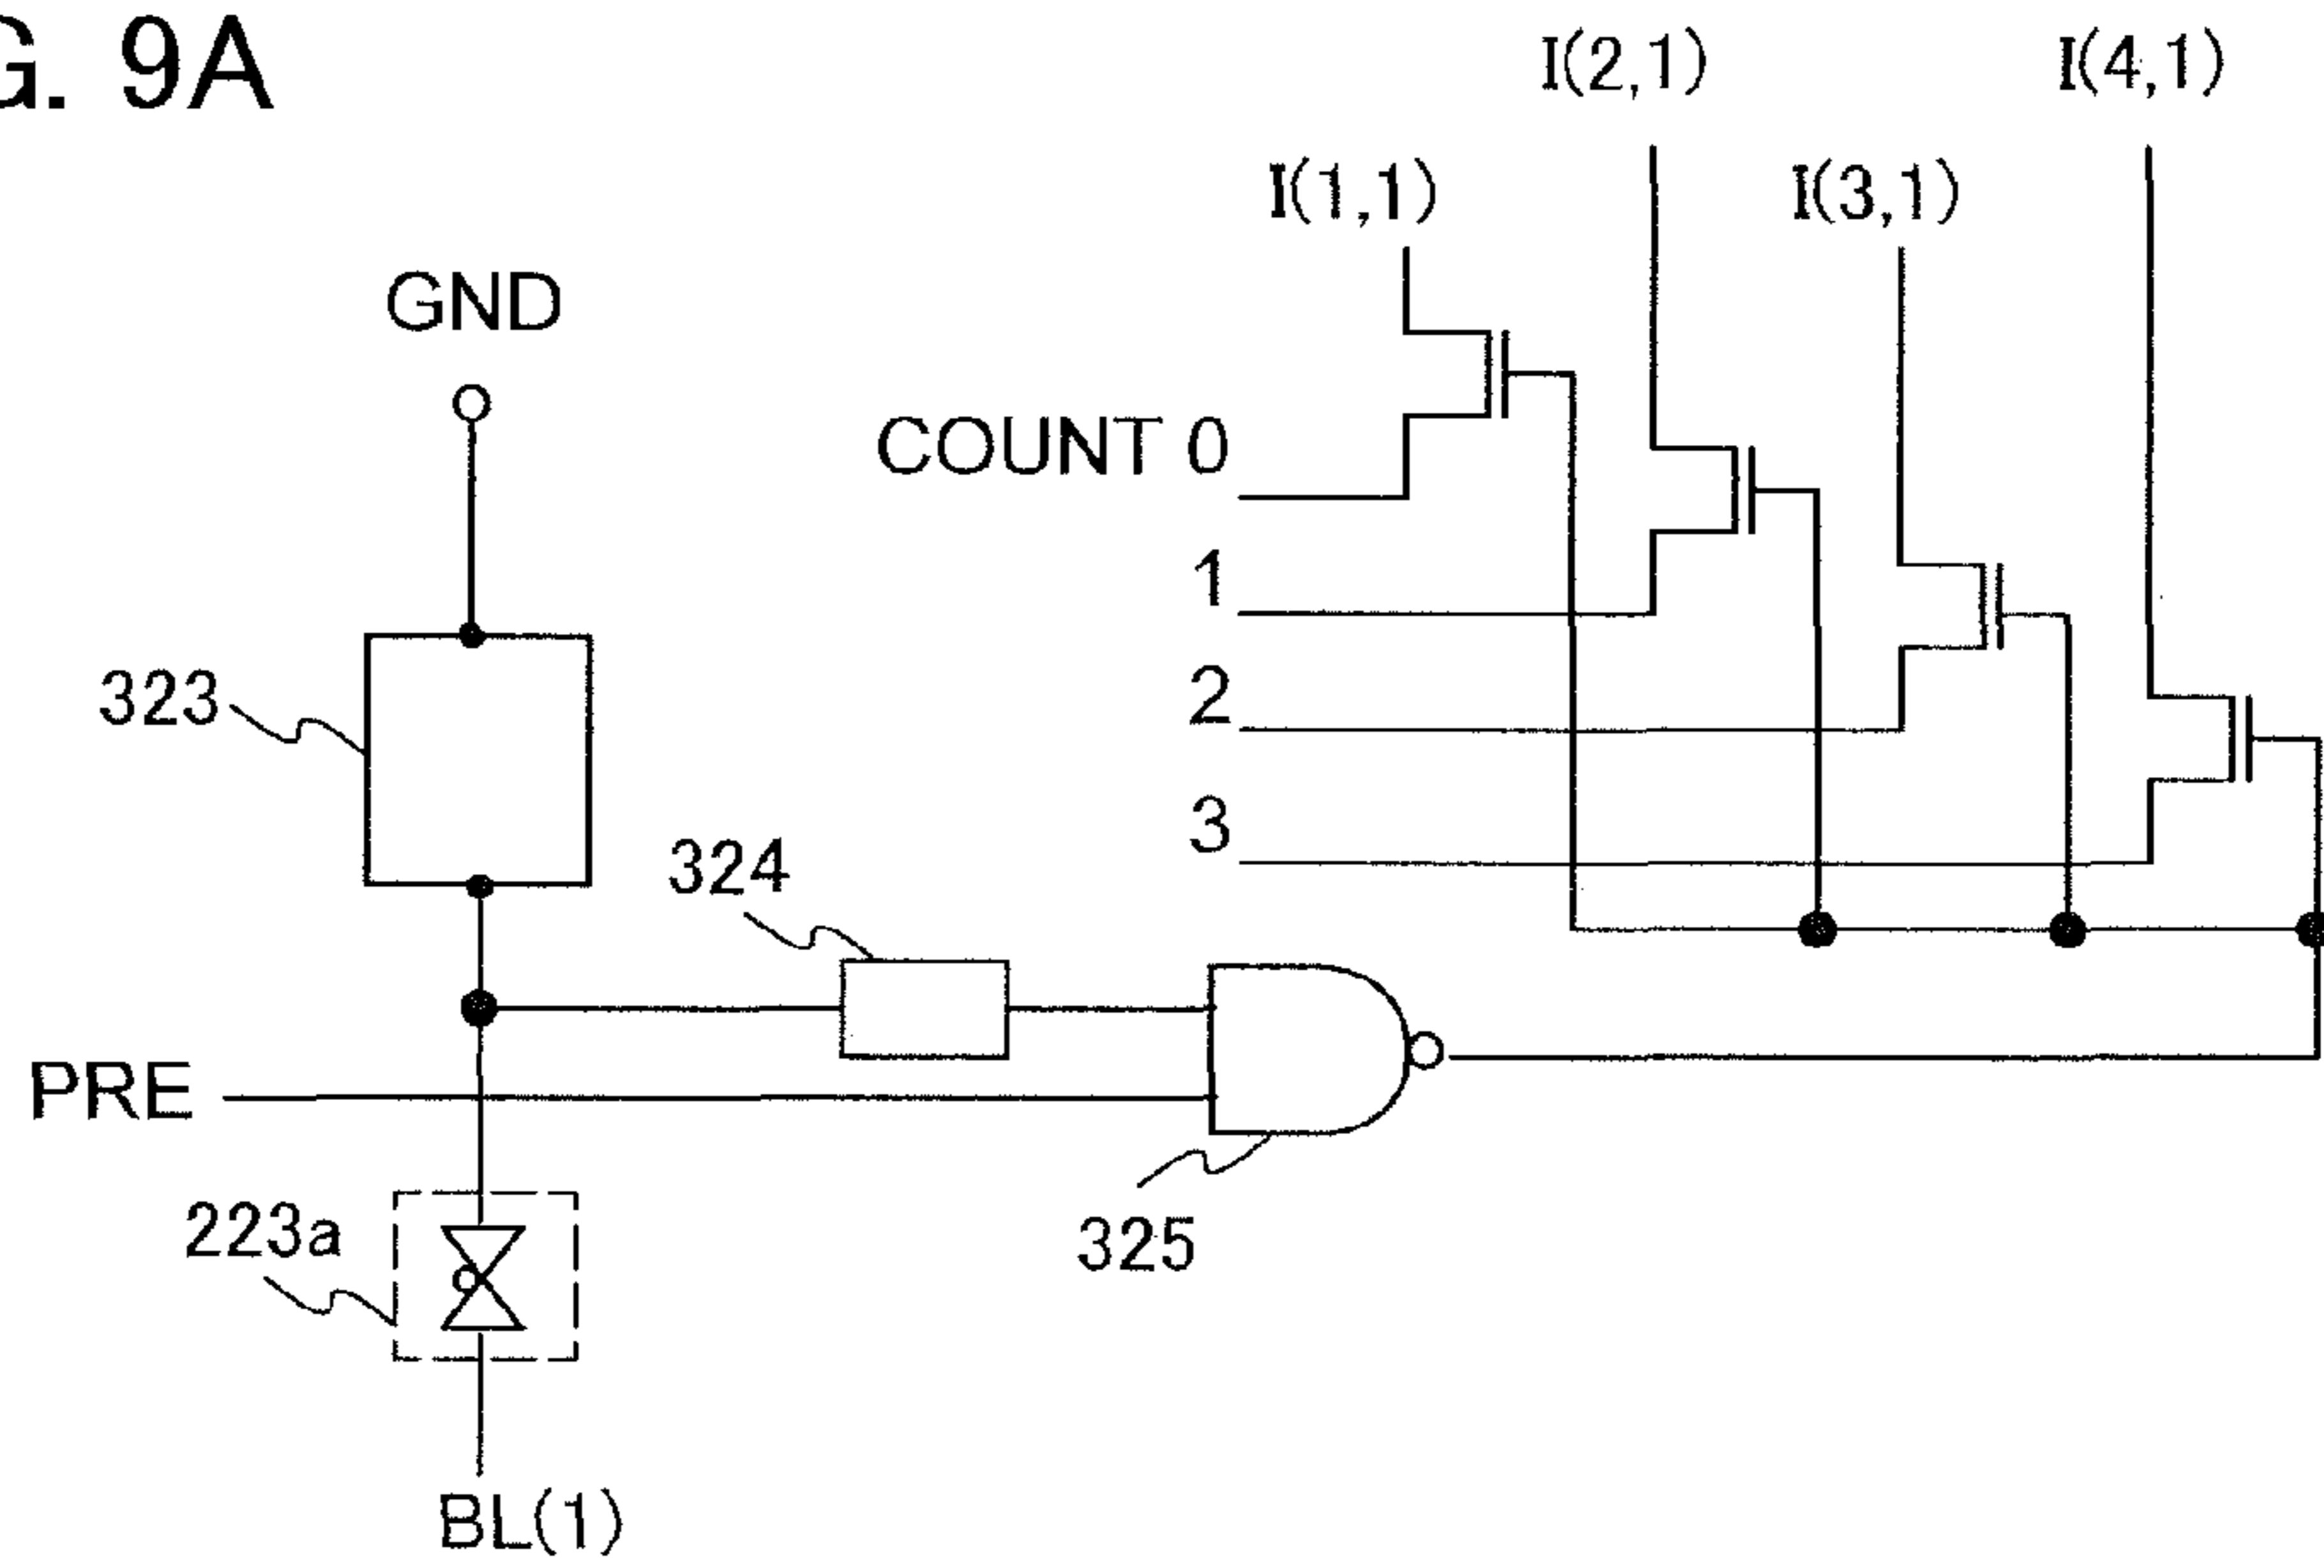 G. 9A
I(2,1)
I(4,1)
I(1,1)
I(3,1)
GND
COUNT 0
1
2
3
323
324
PRE
325
223a
BL(1)